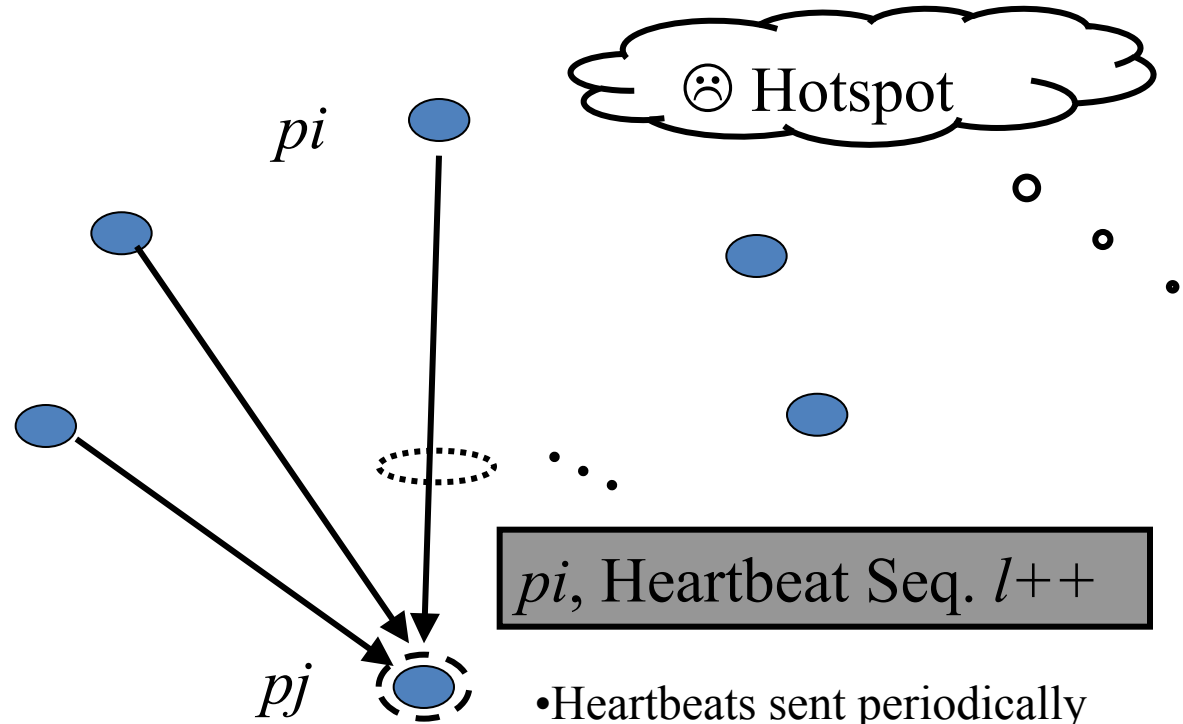 ☹ Hotspot
pi
pi, Heartbeat Seq. l++
pj
•Heartbeats sent periodically